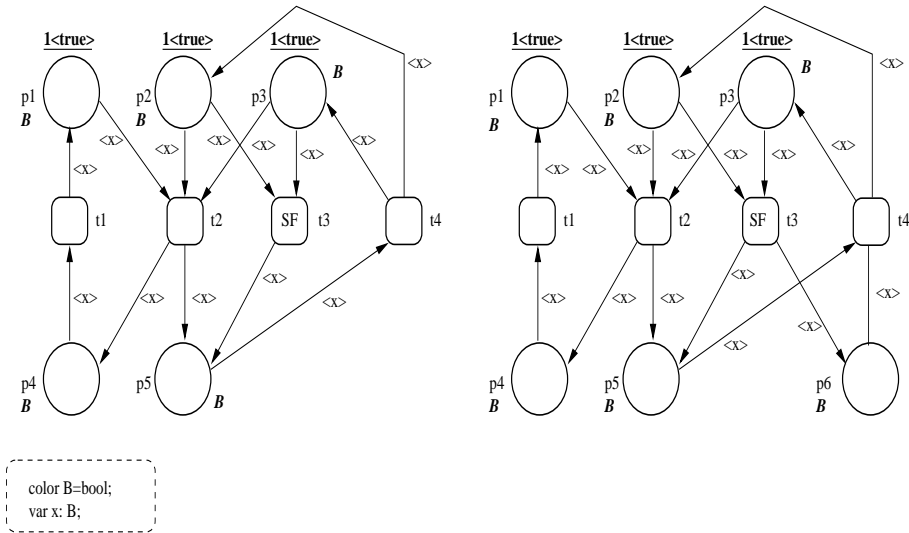 1<true> 1<true> 1<true> 1<true> 1<true> 1<true>
<x> <x>
B B
p1 p2 p3 p1 p2 p3
B B B B
<x> <x> <x> <x> <x> <x> <x> <x> <x> <x>
<x> <x> <x> <x>
t1 t2 SF t3 t4 t1 t2 SF t3 t4
<x> <x> <x> <x> <x> <x> <x> <x> <x>
<x> <x> <x>
p4 p5 p4 p5 p6
B B B B B
color B=bool;
var x: B;